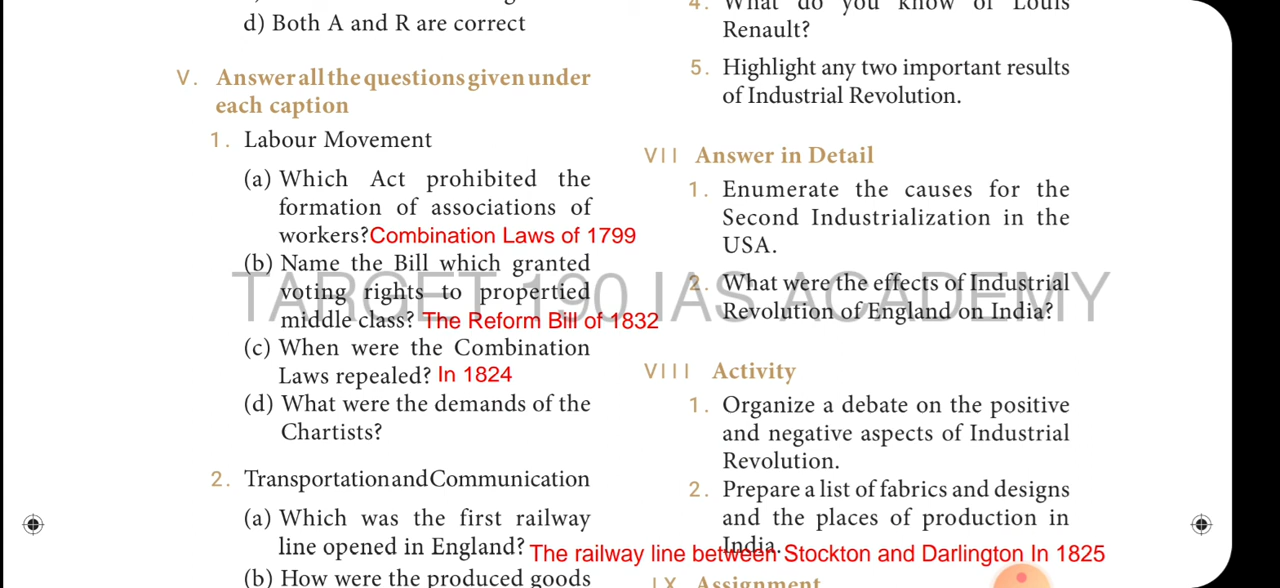 d) Both A and R are correct
V. Answer all the questions given under
each caption
1. Labour Movement
(a) Which Act prohibited the
formation of associations of
workers? Combination Laws of 1799
(b) Name the Bill which granted
voting rights to propertied
middle class? The Reform Bill of 1832
(c) When were the Combination
Laws repealed? In 1824
(d) What were the demands of the
Chartists?
2. Transportation and Communication
(a) Which was the first railway
line opened in England? The railway line between Stockton and Darlington In 1825
(b) How were the produced goods
4. What do you know of Louis
Renault?
5. Highlight any two important results
of Industrial Revolution.
VII Answer in Detail
1. Enumerate the causes for the
Second Industrialization in the
USA.
2. What were the effects of Industrial
Revolution of England on India?
VIII Activity
1. Organize a debate on the positive
and negative aspects of Industrial
Revolution.
2. Prepare a list of fabrics and designs
and the places of production in
India.
IX Assignment
TARGET 190 IAS ACADEMY